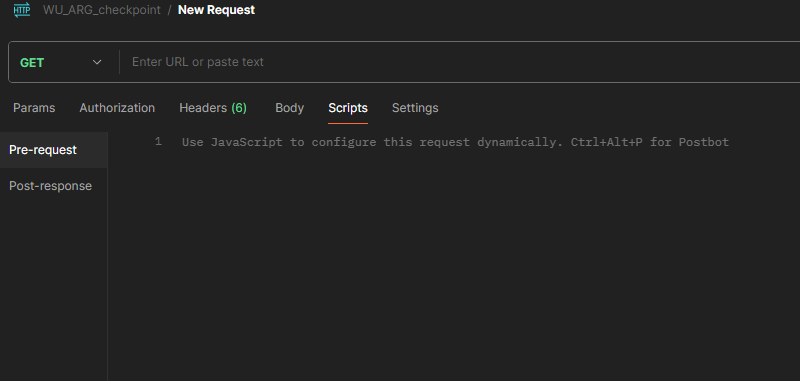 HTTP WU_ARG_checkpoint / New Request
GET Enter URL or paste text
Params Authorization Headers (6) Body Scripts Settings
Pre-request
Post-response
1 Use JavaScript to configure this request dynamically. Ctrl+Alt+P for Postbot